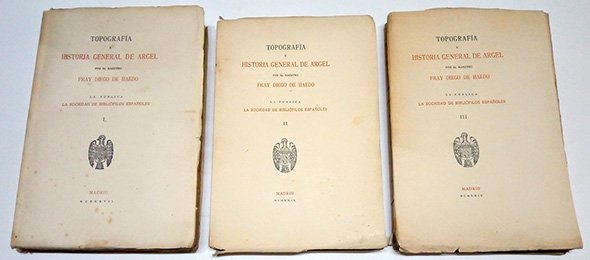 TOPOGRAFÍA
E
HISTORIA GENERAL DE ARGEL
POR EL MAESTRO
FRAY DIEGO DE HAEDO
LA PUBLICA
LA SOCIEDAD DE BIBLIÓFILOS ESPAÑOLES
I.
MADRID
TOPOGRAFÍA
E
HISTORIA GENERAL DE ARGEL
POR EL MAESTRO
FRAY DIEGO DE HAEDO
LA PUBLICA
LA SOCIEDAD DE BIBLIÓFILOS ESPAÑOLES
II
MADRID
TOPOGRAFÍA
E
HISTORIA GENERAL DE ARGEL
POR EL MAESTRO
FRAY DIEGO DE HAEDO
LA PUBLICA
LA SOCIEDAD DE BIBLIÓFILOS ESPAÑOLES
III
MADRID